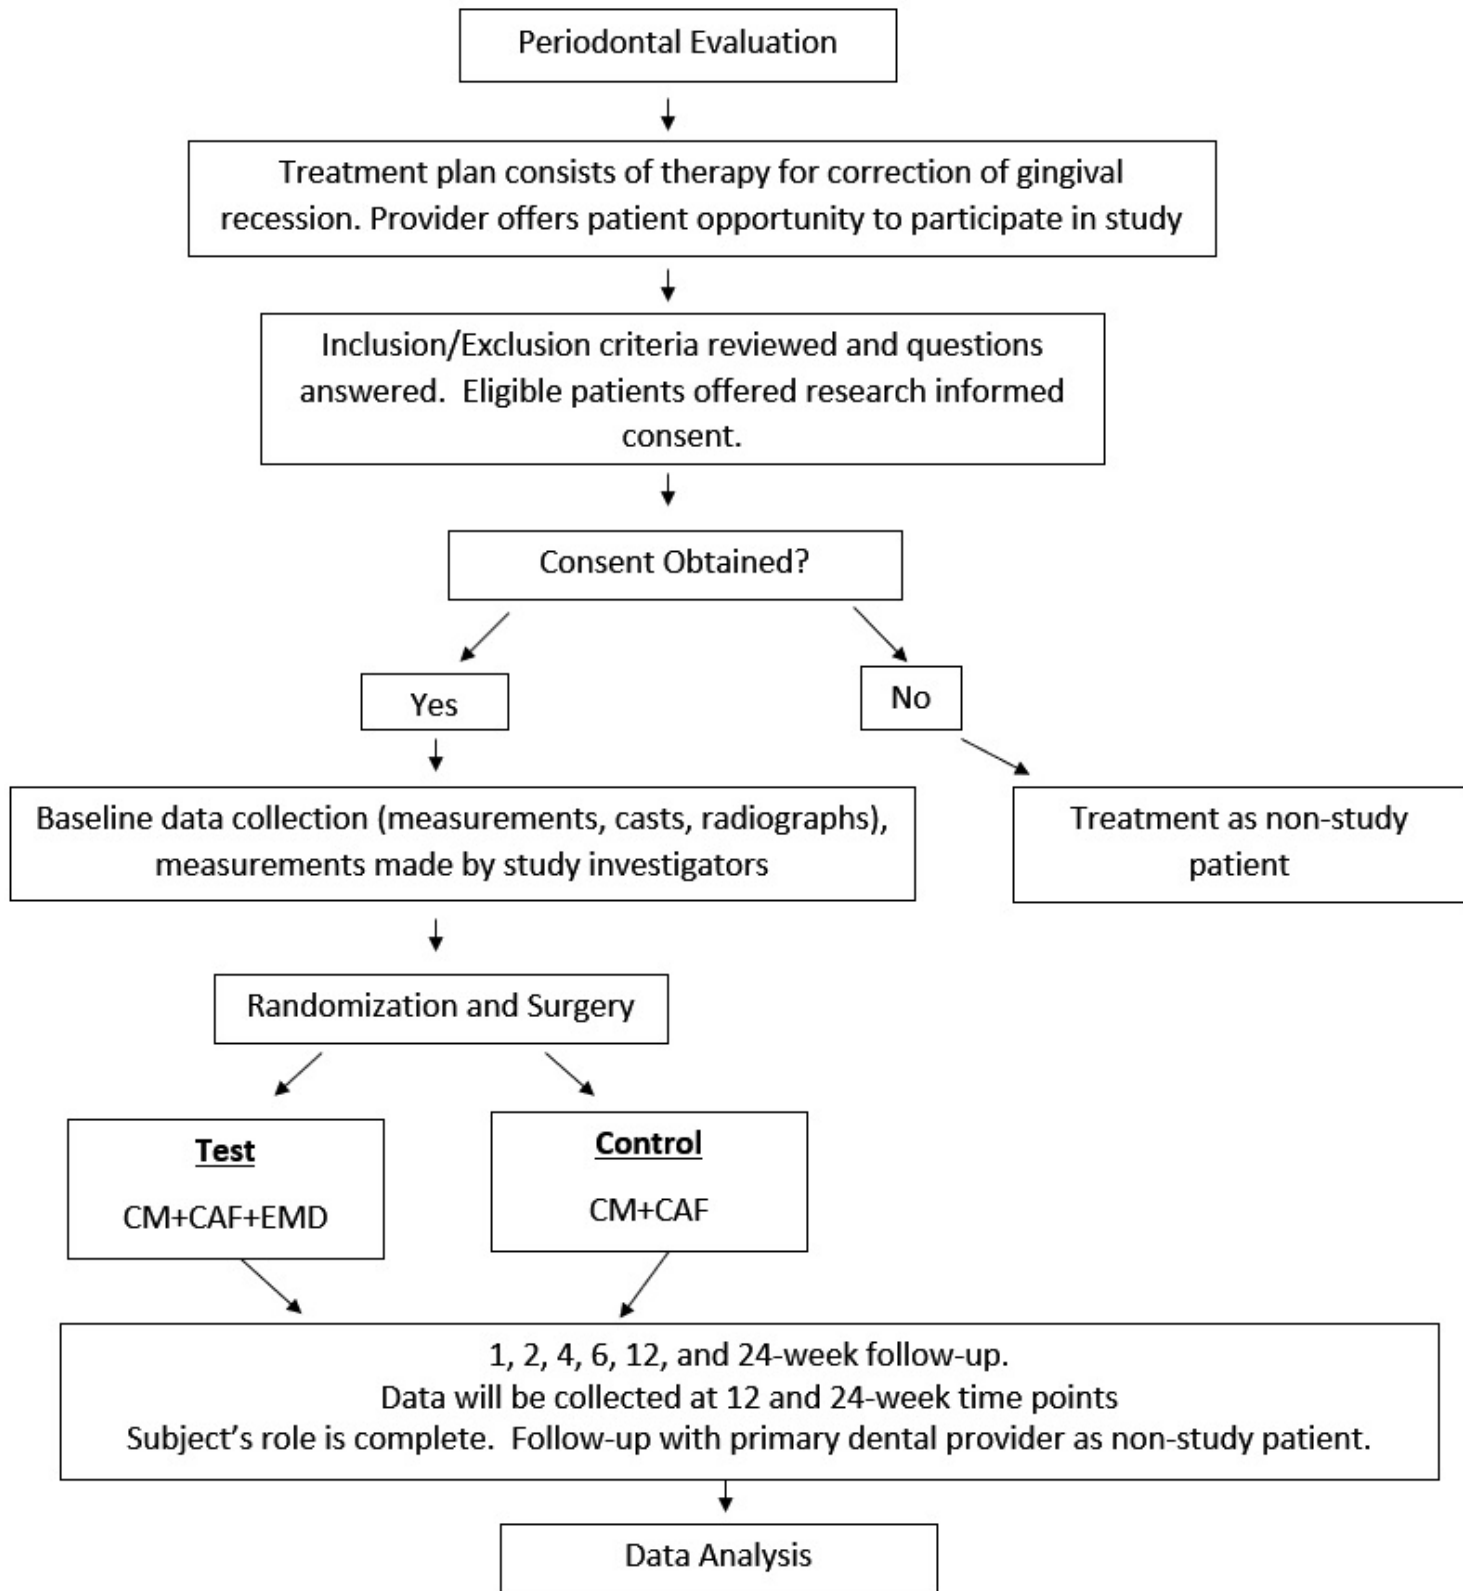 Periodontal Evaluation
Treatment plan consists of therapy for correction of gingival
recession. Provider offers patient opportunity to participate in study
Inclusion/Exclusion criteria reviewed and questions
answered.  Eligible patients offered research informed
consent.
Consent Obtained?
Yes
No
Baseline data collection (measurements, casts, radiographs),
measurements made by study investigators
Treatment as non-study
patient
Randomization and Surgery
Test
CM+CAF+EMD
Control
CM+CAF
1, 2, 4, 6, 12, and 24-week follow-up.
Data will be collected at 12 and 24-week time points
Subject’s role is complete.  Follow-up with primary dental provider as non-study patient.
Data Analysis